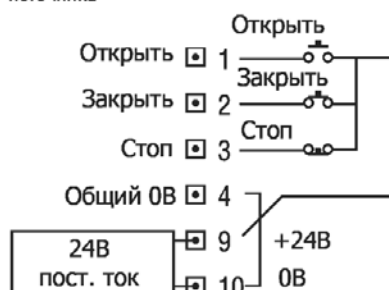 Открыть
Открыть 1
Закрыть
Закрыть 2
Стоп
Стоп 3
Общий 0В 4
9 +24В
24В
пост. ток
10 0В